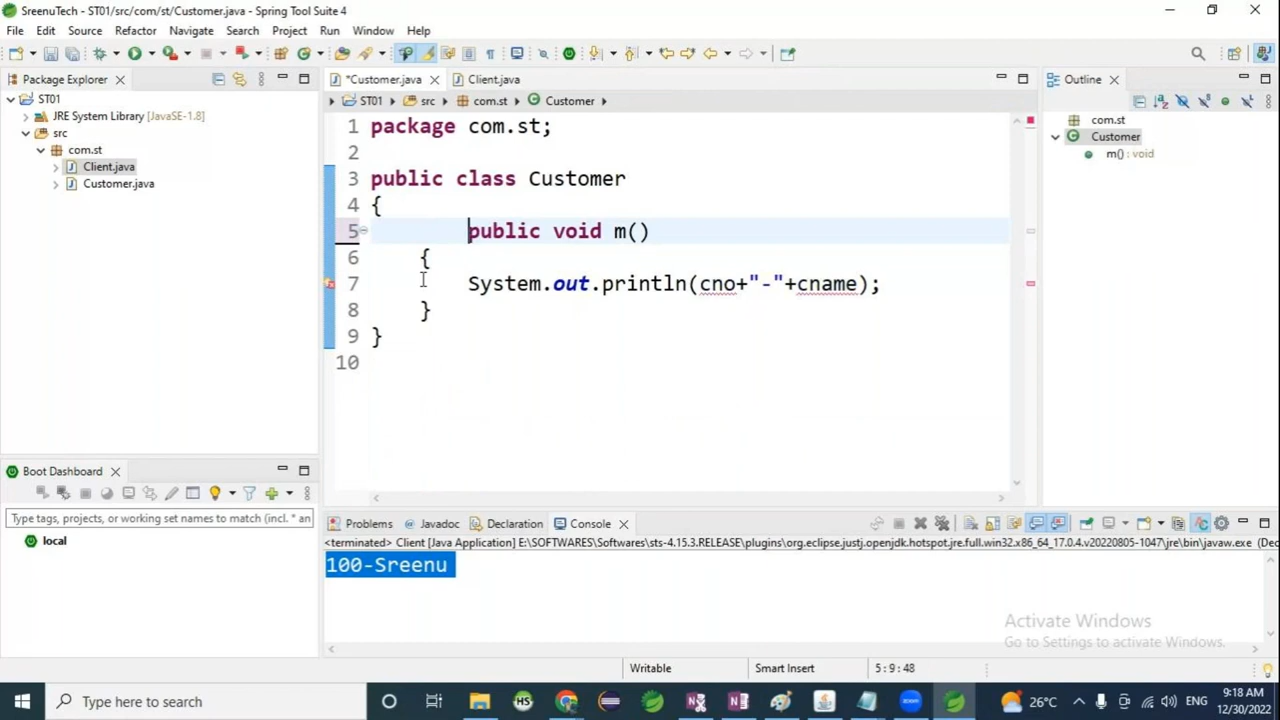 SreenuTech - ST01/src/com/st/Customer.java - Spring Tool Suite 4
File Edit Source Refactor Navigate Search Project Run Window Help
Package Explorer
*Customer.java
Client.java
Outline
ST01
JRE System Library [JavaSE-1.8]
src
com.st
Client.java
Customer.java
ST01 src com.st Customer
1 package com.st;
2
3 public class Customer
4 {
5 public void m()
6 {
7 System.out.println(cno+"-"+cname);
8 }
9 }
10
com.st
Customer
m() : void
Boot Dashboard
Type tags, projects, or working set names to match (incl. * an
local
Problems Javadoc Declaration Console
<terminated> Client [Java Application] E:\SOFTWARES\Softwares\sts-4.15.3.RELEASE\plugins\org.eclipse.justj.openjdk.hotspot.jre.full.win32.x86_64_17.0.4.v20220805-1047\jre\bin\javaw.exe (Dec
100-Sreenu
Activate Windows
Go to Settings to activate Windows.
Writable
Smart Insert
5 : 9 : 48
Type here to search
HS
26°C
ENG
9:18 AM
12/30/2022